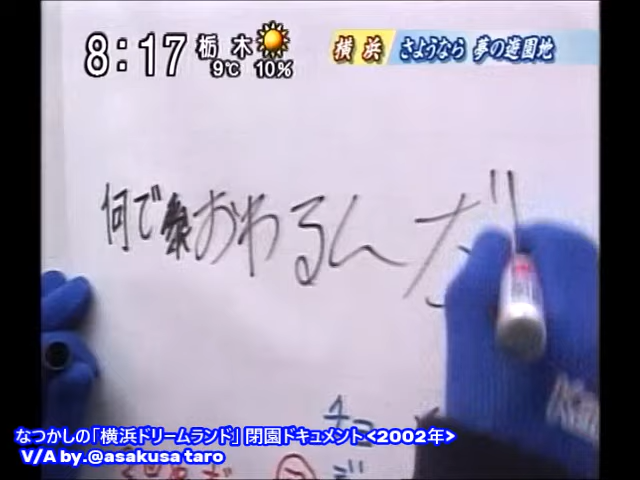 8:17 栃木
9℃ 10%
横浜 さようなら 夢の遊園地
何でおわるんだ
なつかしの「横浜ドリームランド」閉園ドキュメント<2002年>
V/A by.@asakusa taro